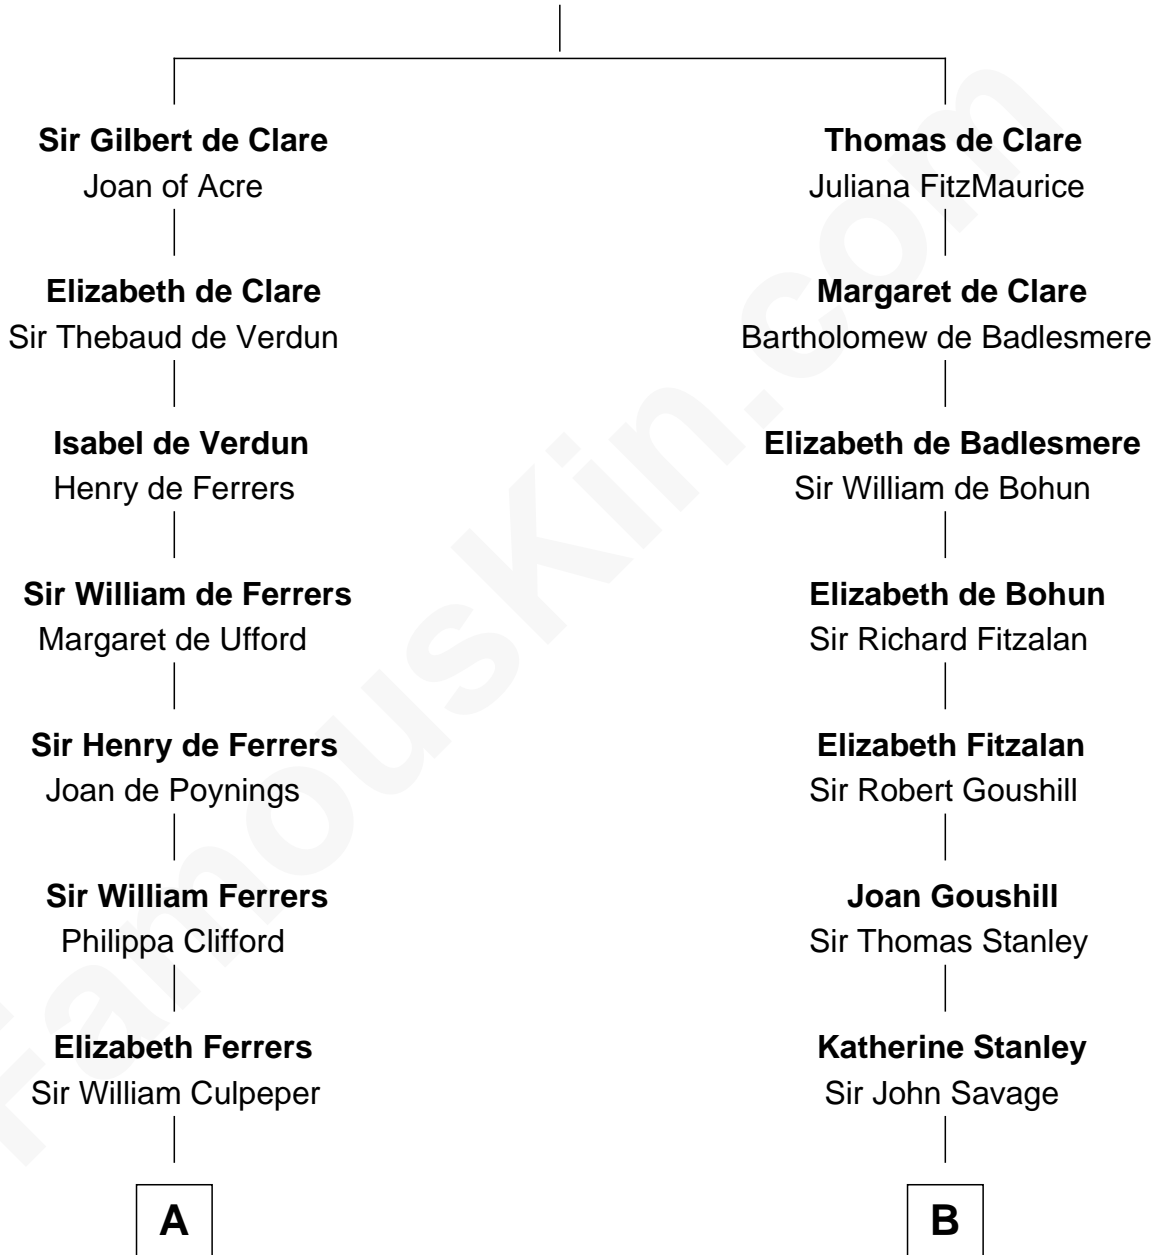 Sir Gilbert de Clare
Joan of Acre
Elizabeth de Clare
Sir Thebaud de Verdun
Isabel de Verdun
Henry de Ferrers
Sir William de Ferrers
Margaret de Ufford
Sir Henry de Ferrers
Joan de Poynings
Sir William Ferrers
Philippa Clifford
Elizabeth Ferrers
Sir William Culpeper
A
Thomas de Clare
Juliana FitzMaurice
Margaret de Clare
Bartholomew de Badlesmere
Elizabeth de Badlesmere
Sir William de Bohun
Elizabeth de Bohun
Sir Richard Fitzalan
Elizabeth Fitzalan
Sir Robert Goushill
Joan Goushill
Sir Thomas Stanley
Katherine Stanley
Sir John Savage
B
FamousKin.com